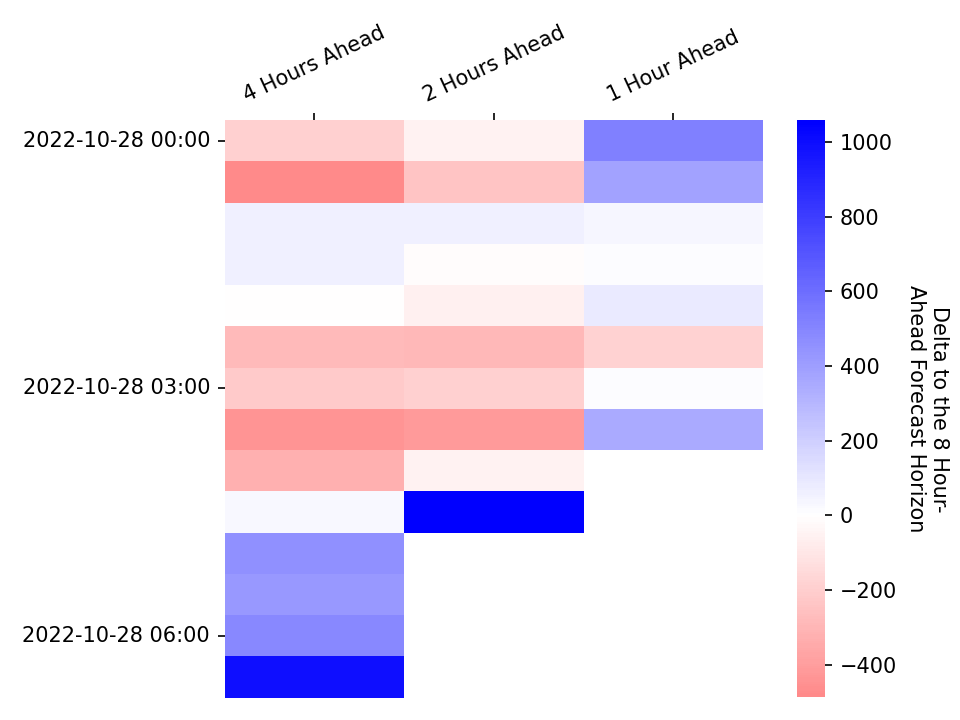 4 Hours Ahead
2 Hours Ahead
1 Hour Ahead
2022-10-28 00:00
2022-10-28 03:00
2022-10-28 06:00
1000
800
600
400
200
0
−200
−400
Delta to the 8 Hour-
Ahead Forecast Horizon